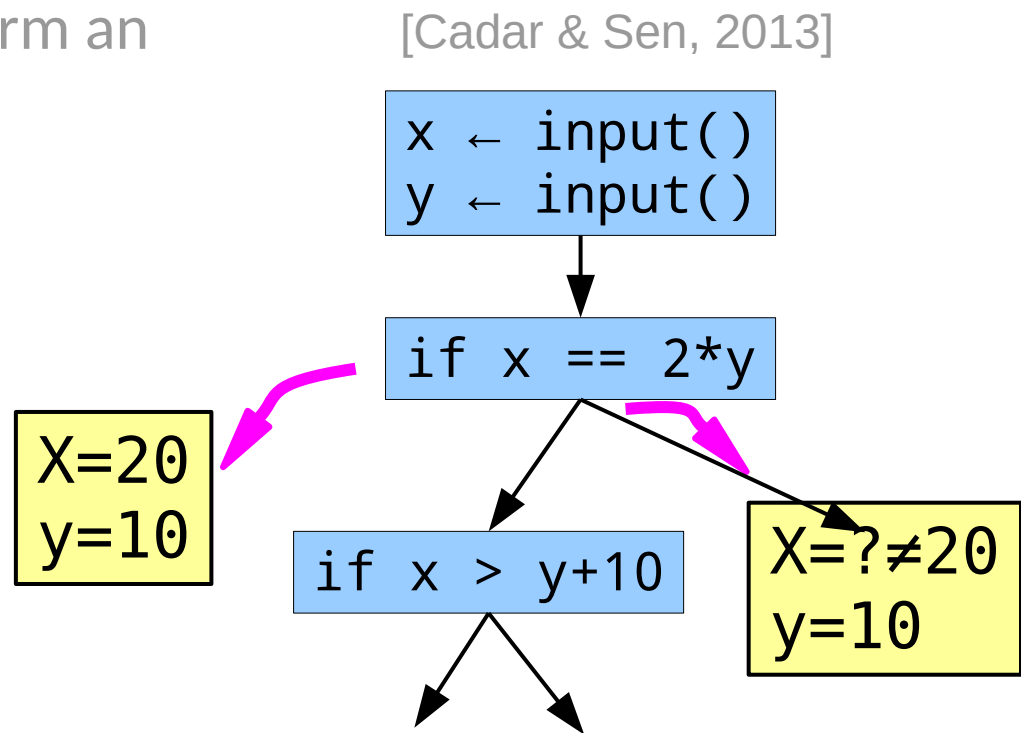 rm an
[Cadar & Sen, 2013]
x ← input()
y ← input()
if x == 2*y
X=20
y=10
if x > y+10
X=?≠20
y=10